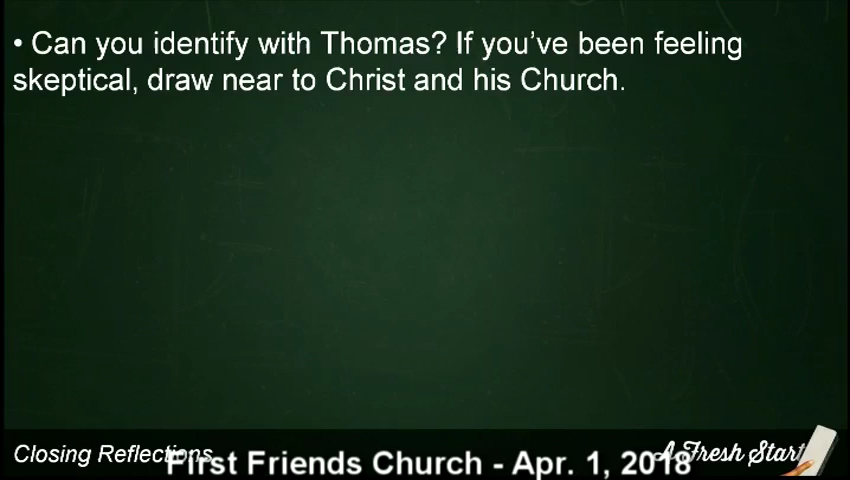 • Can you identify with Thomas? If you’ve been feeling
skeptical, draw near to Christ and his Church.
Closing Reflections
First Friends Church - Apr. 1, 2018
A Fresh Start